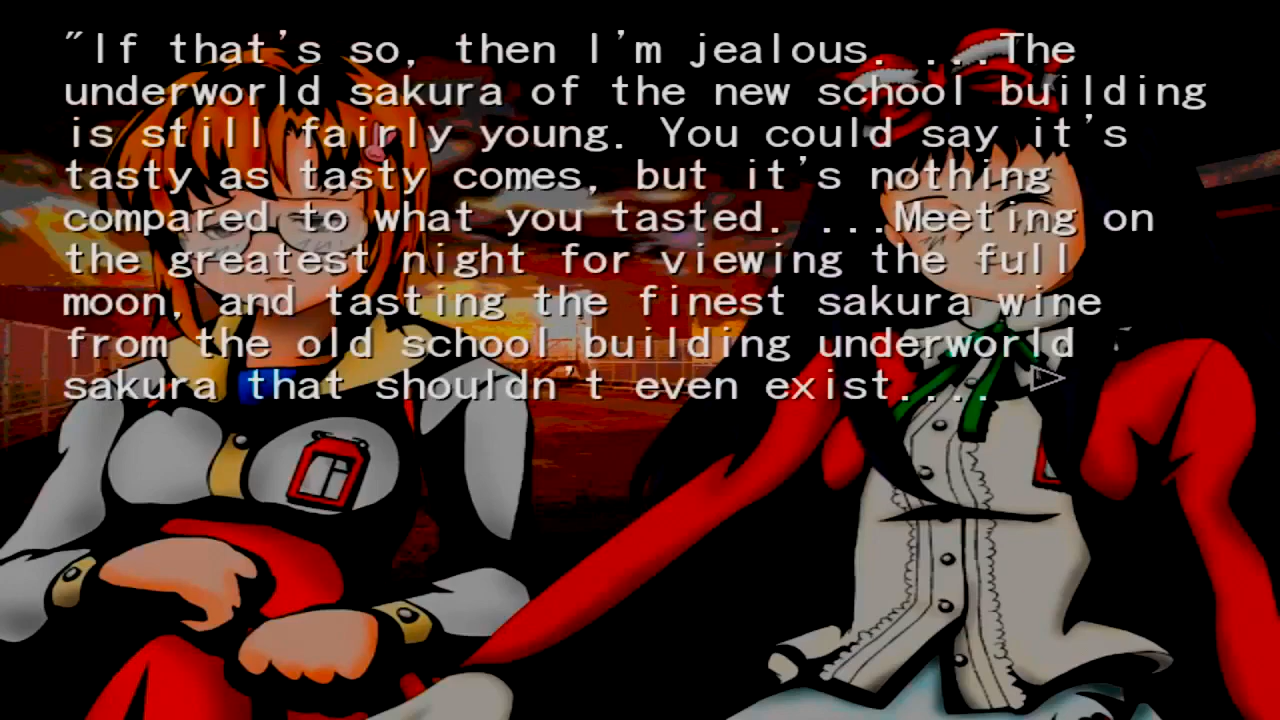 "If that's so, then I'm jealous. ...The
underworld sakura of the new school building
is still fairly young. You could say it's
tasty as tasty comes, but it's nothing
compared to what you tasted. ...Meeting on
the greatest night for viewing the full
moon, and tasting the finest sakura wine
from the old school building underworld
sakura that shouldn t even exist....